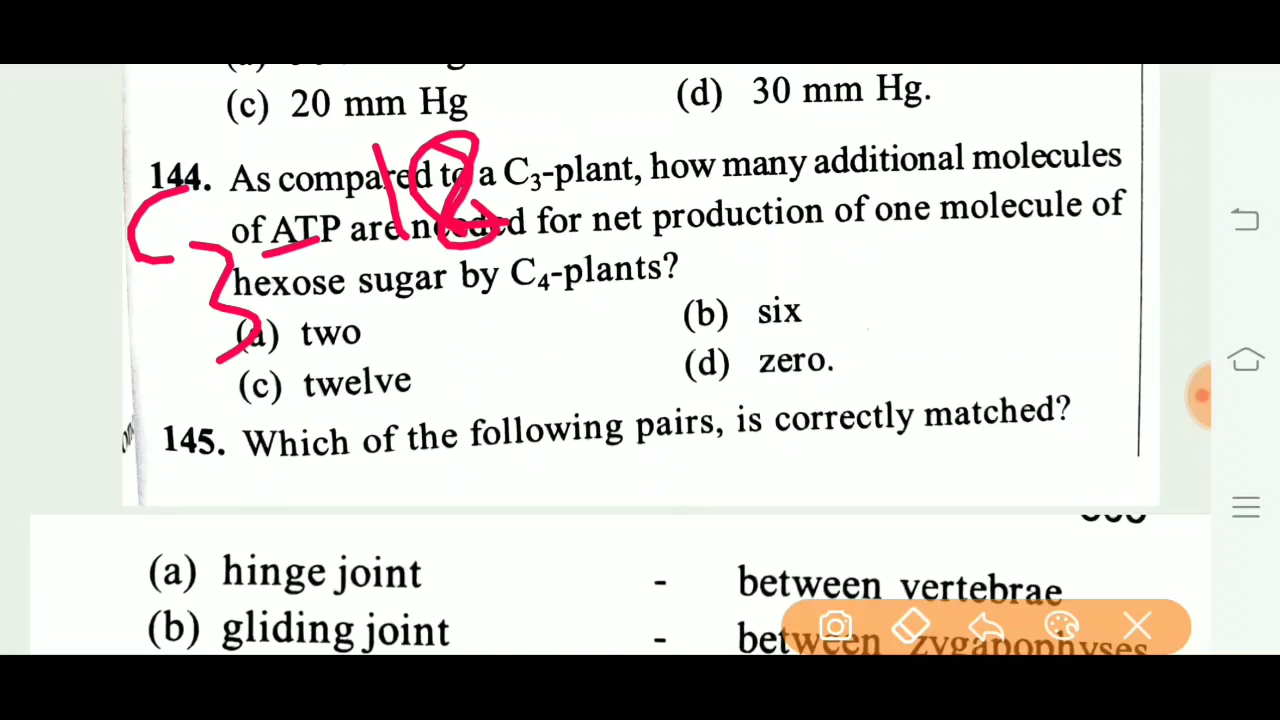 (c) 20 mm Hg (d) 30 mm Hg.
18
144. As compared to a C₃-plant, how many additional molecules
of ATP are needed for net production of one molecule of
C3
hexose sugar by C₄-plants?
(a) two (b) six
(c) twelve (d) zero.
145. Which of the following pairs, is correctly matched?
(a) hinge joint - between vertebrae
(b) gliding joint - between zygapophyses